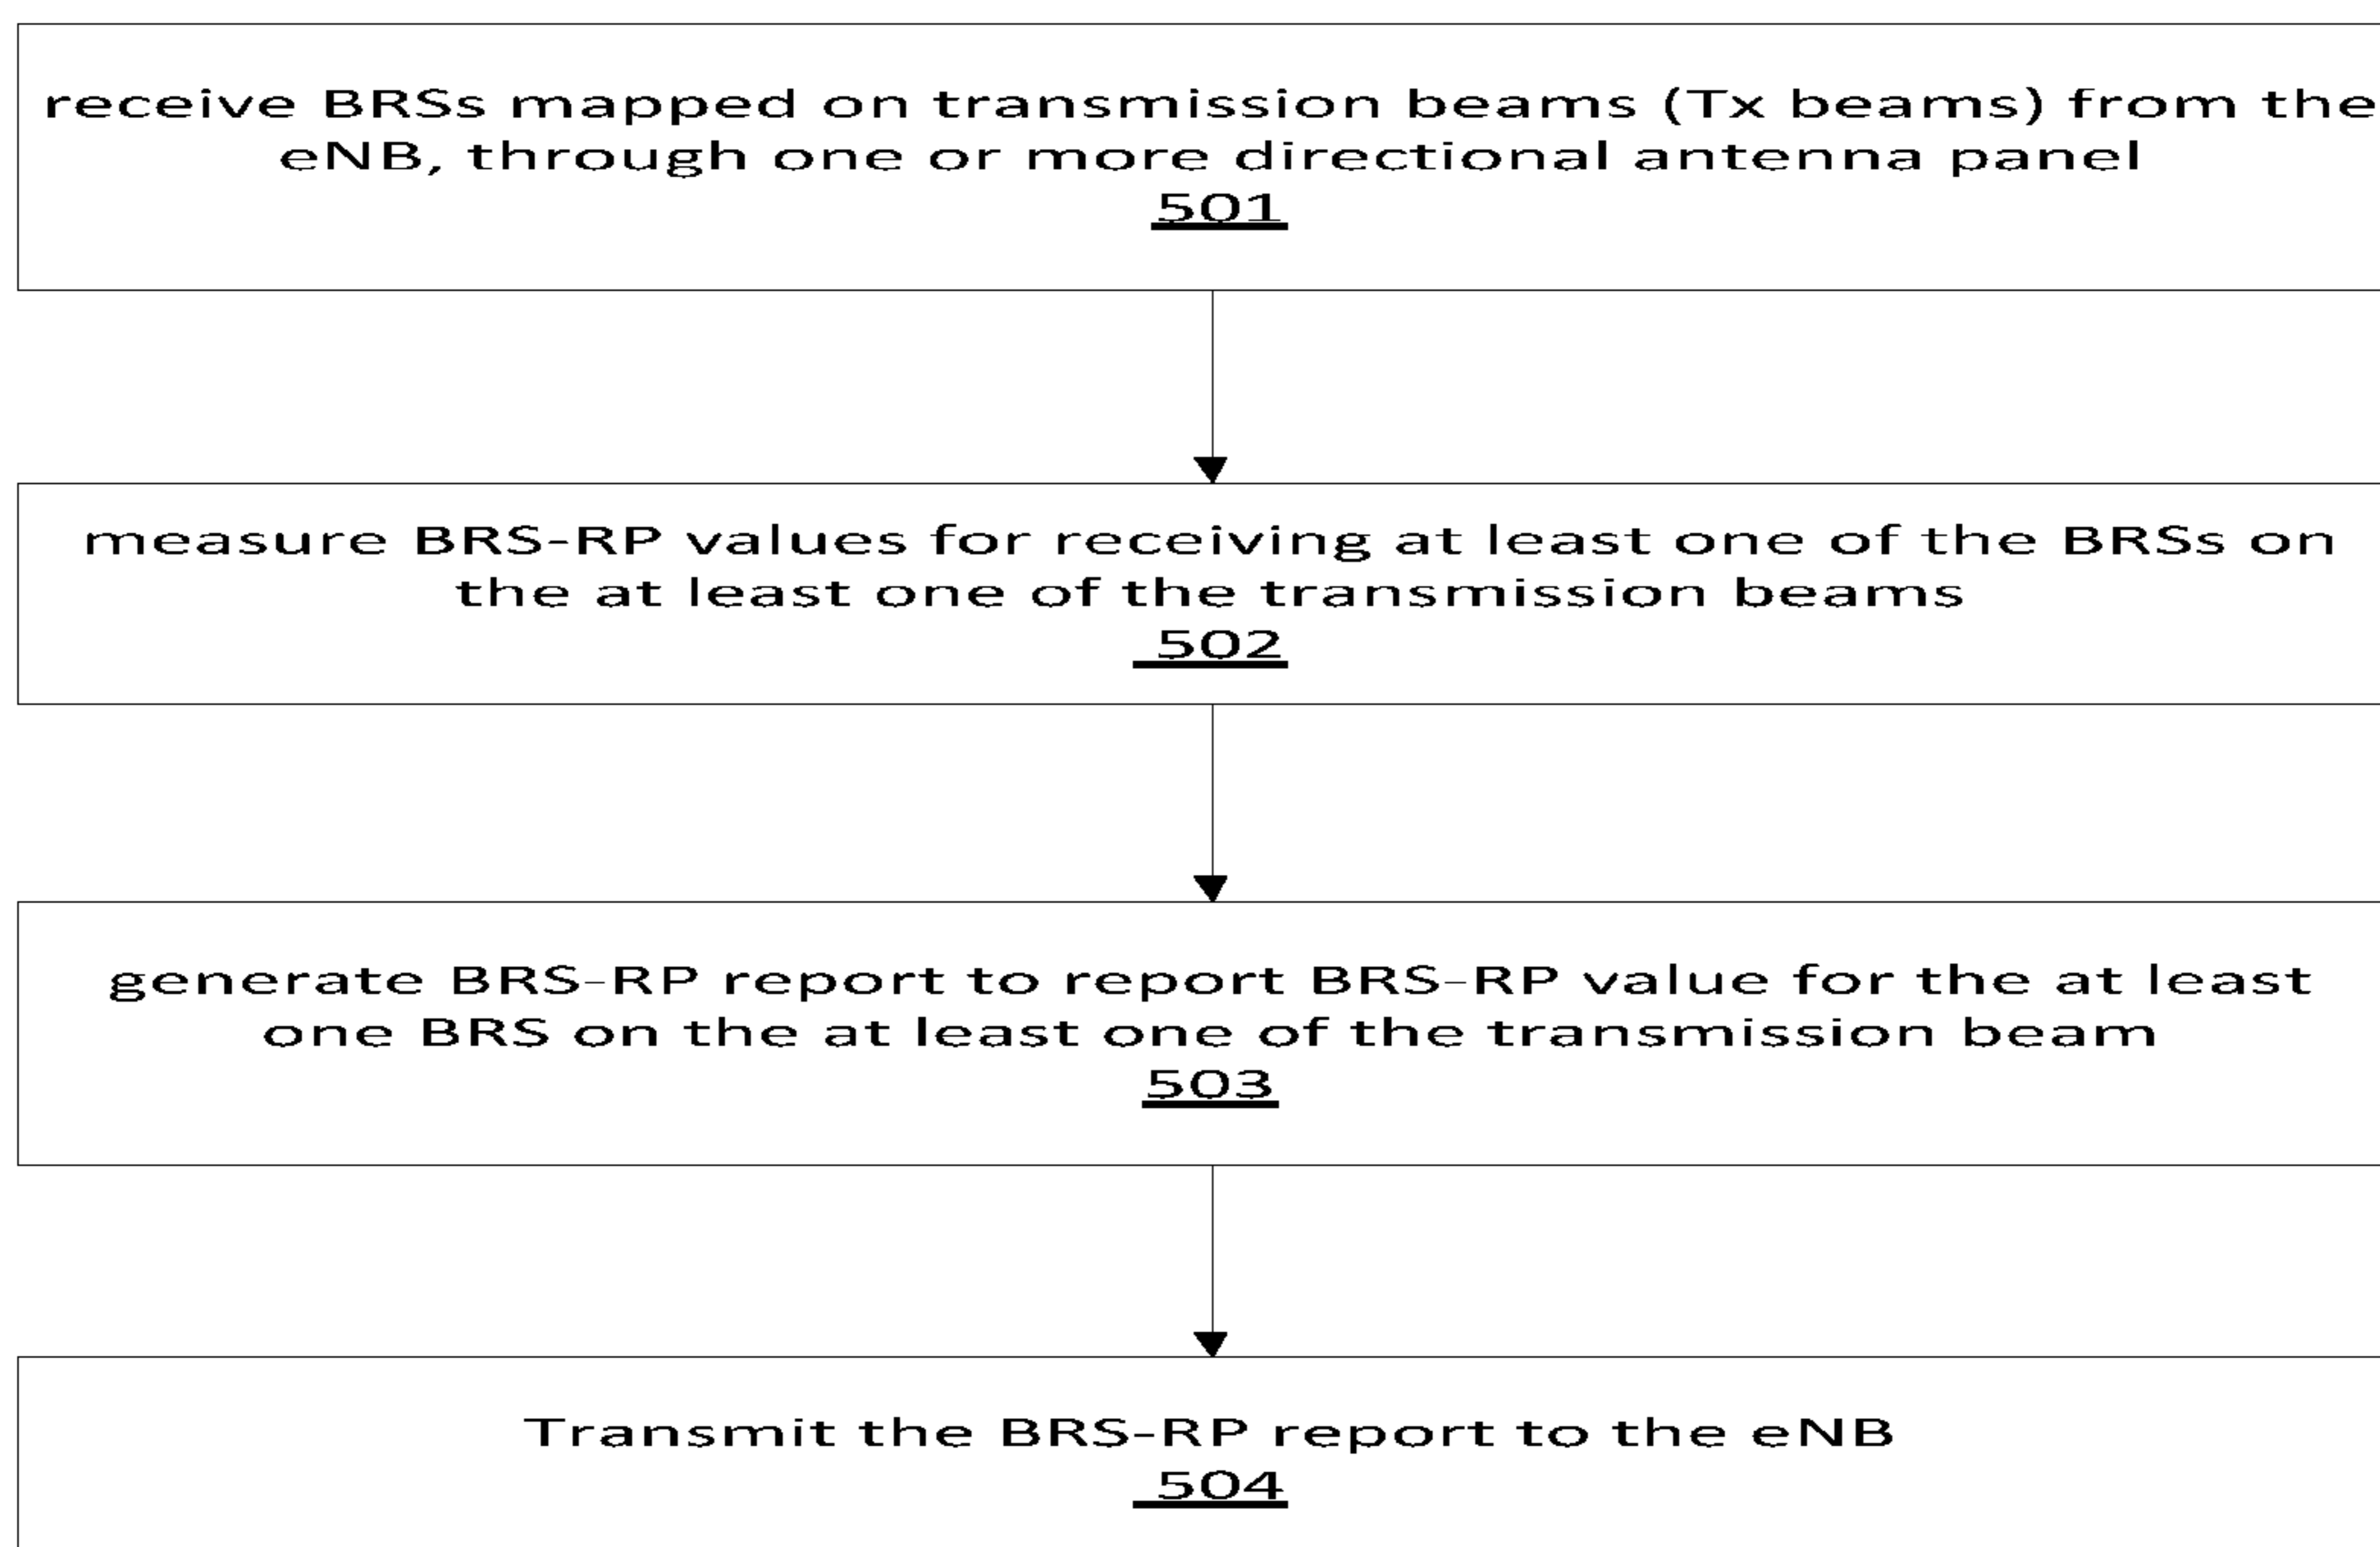 receive BRSs mapped on transmission beams (Tx beams) from the
eNB, through one or more directional antenna panel
501
measure BRS-RP values for receiving at least one of the BRSs on
the at least one of the transmission beams
502
generate BRS-RP report to report BRS-RP value for the at least
one BRS on the at least one of the transmission beam
503
Transmit the BRS-RP report to the eNB
504